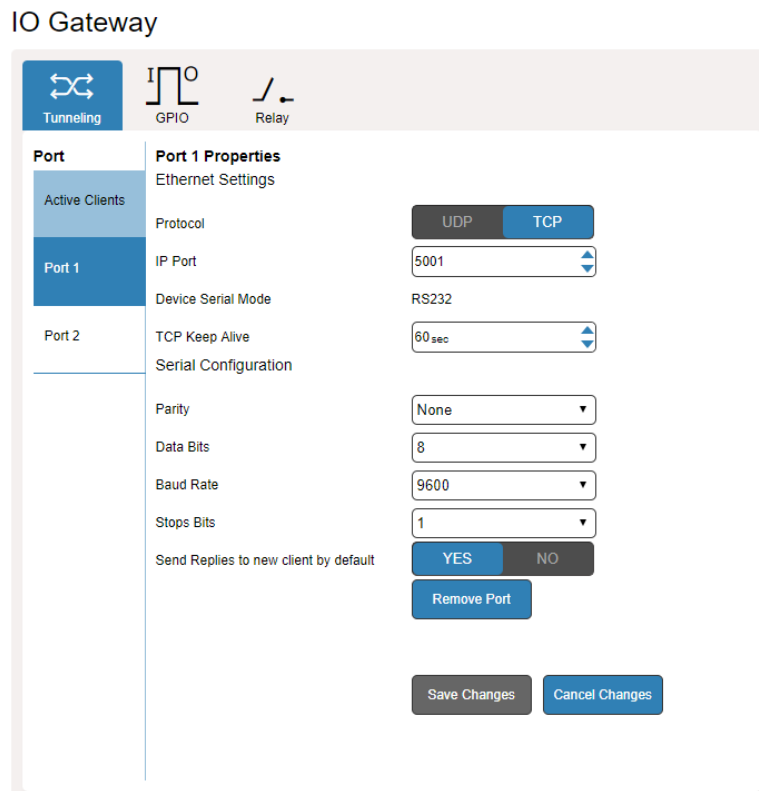 IO Gateway
I O
Tunneling GPIO Relay
Port
Active Clients
Port 1
Port 2
Port 1 Properties
Ethernet Settings
Protocol UDP TCP
IP Port 5001
Device Serial Mode RS232
TCP Keep Alive 60 sec
Serial Configuration
Parity None
Data Bits 8
Baud Rate 9600
Stops Bits 1
Send Replies to new client by default YES NO
Remove Port
Save Changes Cancel Changes